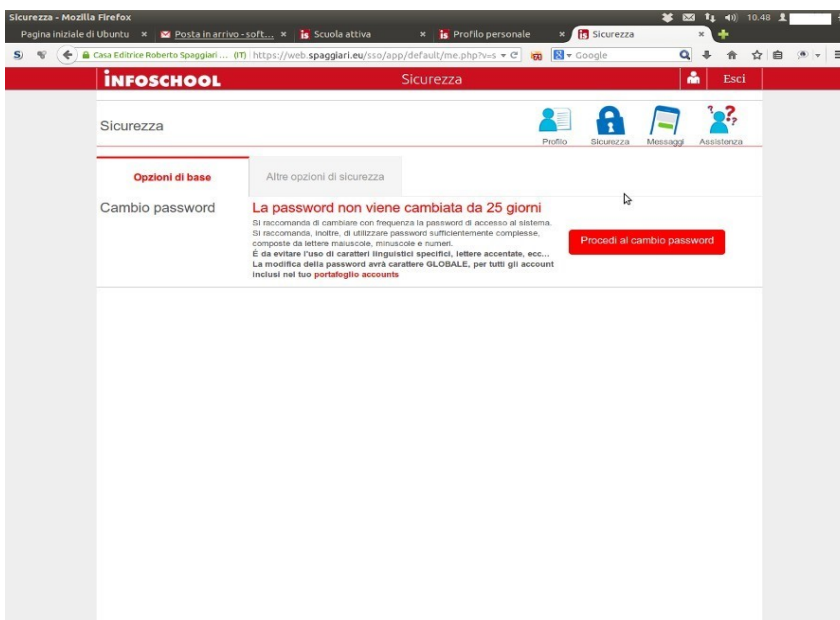 Sicurezza - Mozilla Firefox
10.48
Pagina iniziale di Ubuntu
Posta in arrivo - soft...
Scuola attiva
Profilo personale
Sicurezza
Casa Editrice Roberto Spaggiari ... (IT)
https://web.spaggiari.eu/sso/app/default/me.php?v=s
Google
INFOSCHOOL
Sicurezza
Esci
Sicurezza
Profilo
Sicurezza
Messaggi
Assistenza
Opzioni di base
Altre opzioni di sicurezza
Cambio password
La password non viene cambiata da 25 giorni
Si raccomanda di cambiare con frequenza la password di accesso al sistema.
Si raccomanda, inoltre, di utilizzare password sufficientemente complesse,
composte da lettere maiuscole, minuscole e numeri.
É da evitare l'uso di caratteri linguistici specifici, lettere accentate, ecc...
La modifica della password avrà carattere GLOBALE, per tutti gli account
inclusi nel tuo portafoglio accounts
Procedi al cambio password